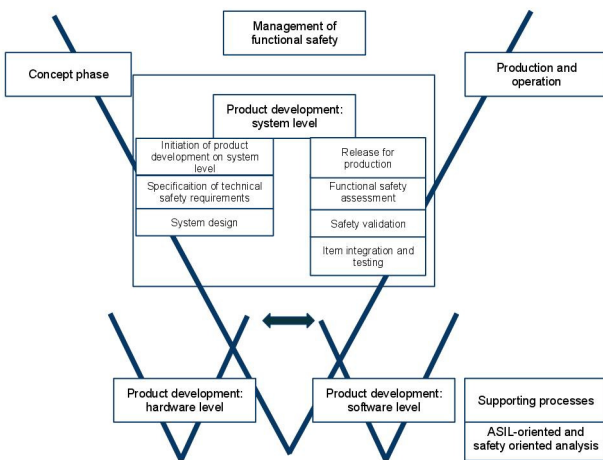 Management of
functional safety
Concept phase
Production and
operation
Product development:
system level
Initiation of product
development on system
level
Specification of technical
safety requirements
System design
Release for
production
Functional safety
assessment
Safety validation
Item integration and
testing
Product development:
hardware level
Product development:
software level
Supporting processes
ASIL-oriented and
safety oriented analysis